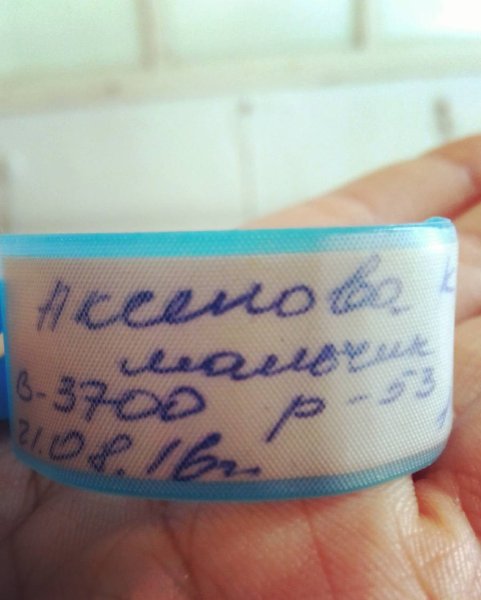 Аксенова
мальчик
В-3700 р-53
21.08.16г.